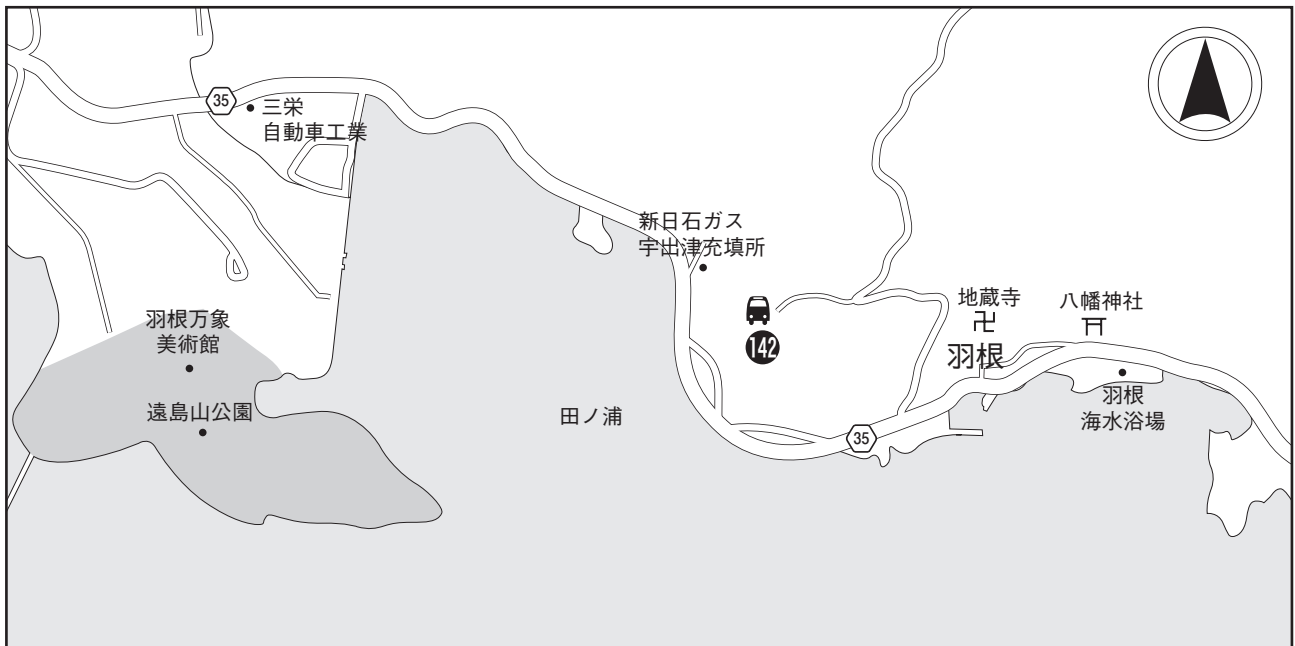 35
三栄
自動車工業
新日石ガス
宇出津充填所
142
地蔵寺
八幡神社
羽根
羽根万象
美術館
遠島山公園
田ノ浦
35
羽根
海水浴場